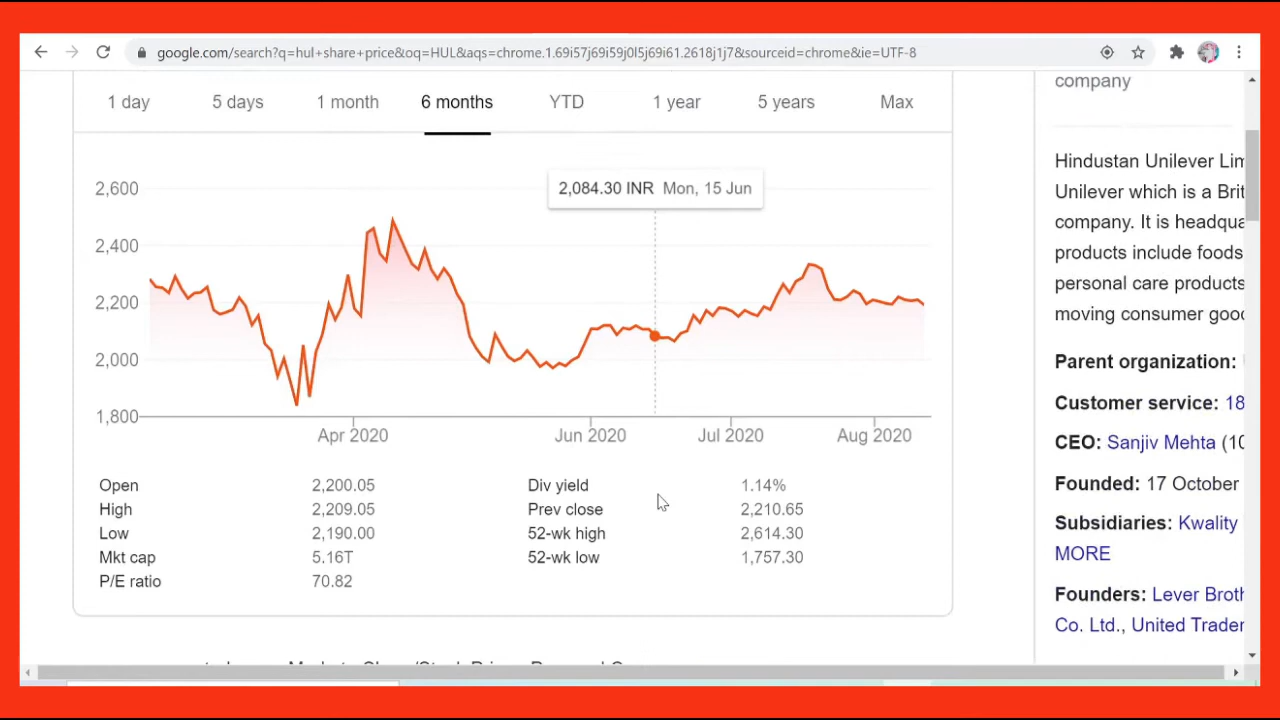 google.com/search?q=hul+share+price&oq=HUL&aqs=chrome.1.69i57j69i59j0l5j69i61.2618j1j7&sourceid=chrome&ie=UTF-8
1 day 5 days 1 month 6 months YTD 1 year 5 years Max
2,084.30 INR Mon, 15 Jun
2,600
2,400
2,200
2,000
1,800
Apr 2020 Jun 2020 Jul 2020 Aug 2020
Open 2,200.05 Div yield 1.14%
High 2,209.05 Prev close 2,210.65
Low 2,190.00 52-wk high 2,614.30
Mkt cap 5.16T 52-wk low 1,757.30
P/E ratio 70.82
company
Hindustan Unilever Lim
Unilever which is a Brit
company. It is headqua
products include foods
personal care products
moving consumer good
Parent organization:
Customer service: 18
CEO: Sanjiv Mehta (10
Founded: 17 October
Subsidiaries: Kwality
MORE
Founders: Lever Broth
Co. Ltd., United Trader